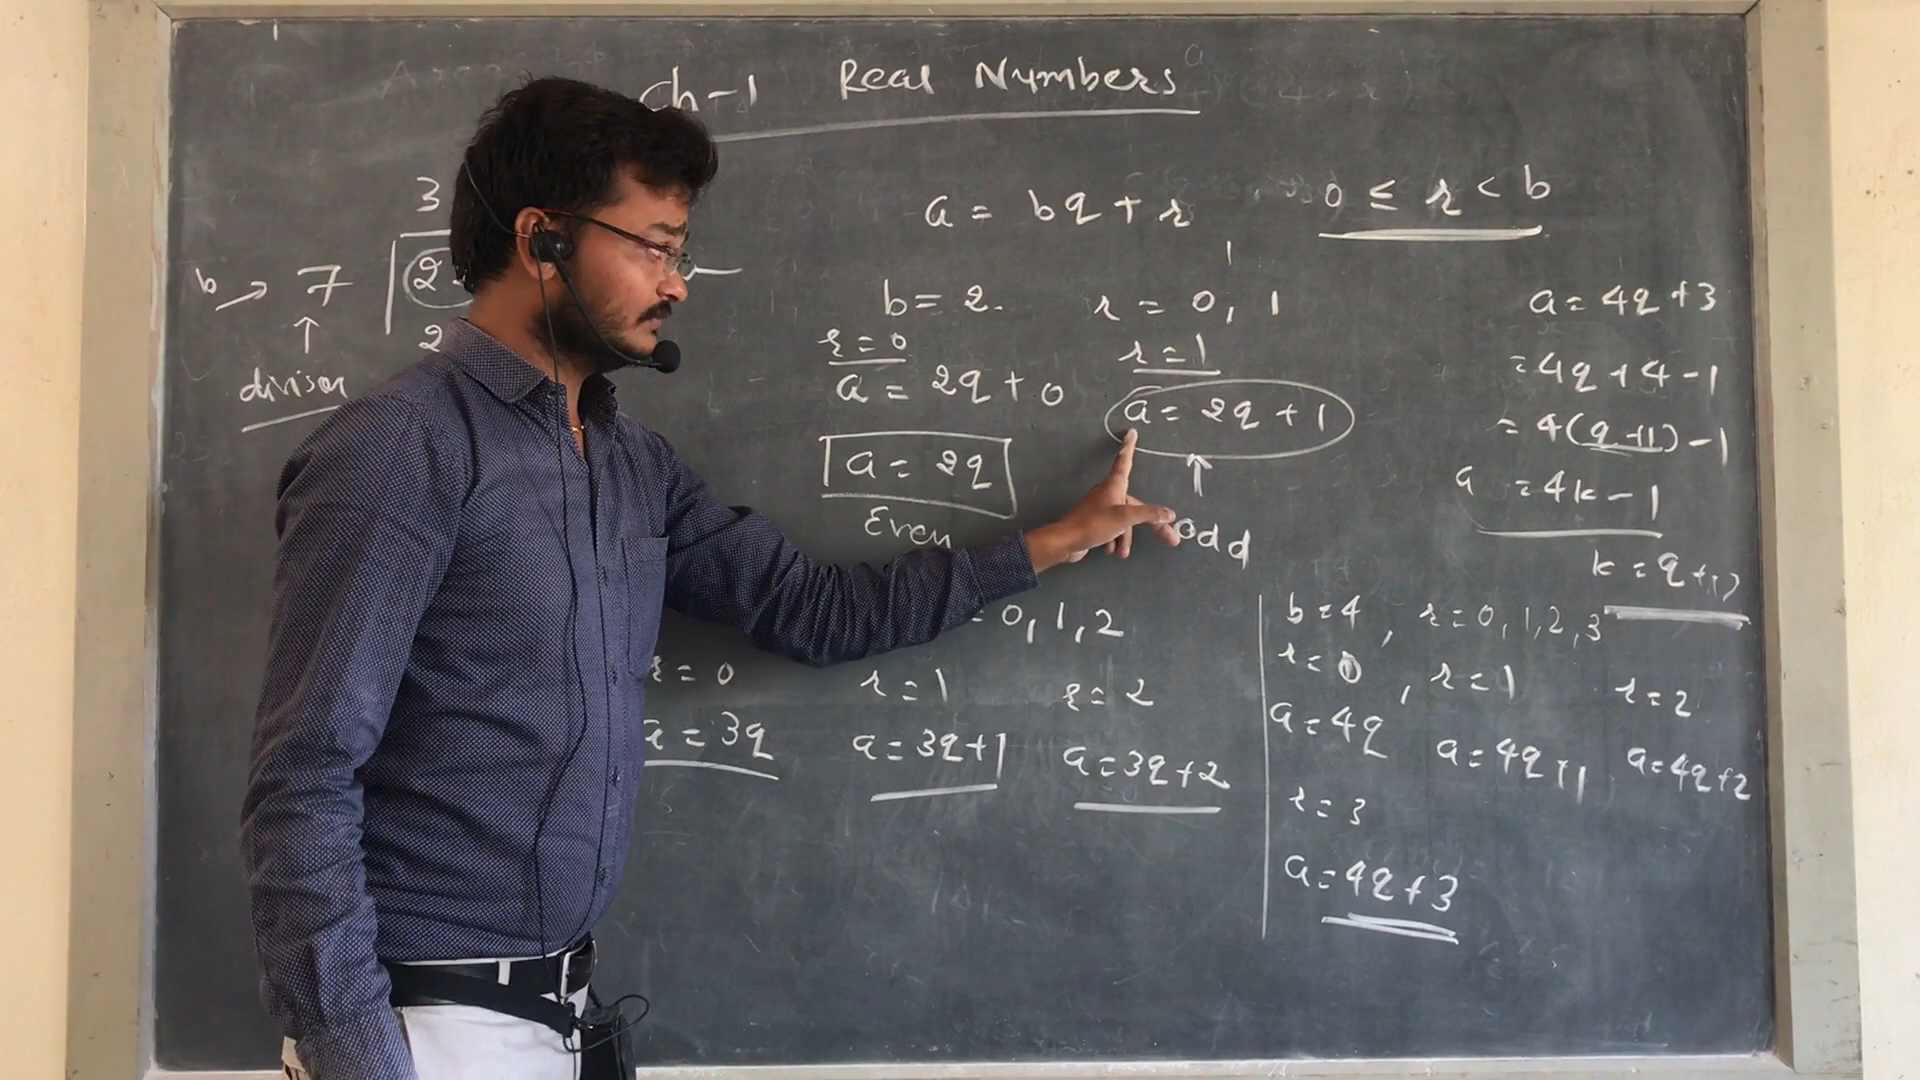 Ch-1 Real Numbers
a = bq + r
0 ≤ r < b
3
b → 7
2
↑
2
divisor
b = 2. r = 0, 1
r = 0
a = 2q + 0
a = 2q
Even
r = 1
a = 2q + 1
↑
odd
a = 4q + 3
= 4q + 4 - 1
= 4(q+1) - 1
a = 4k - 1
k = q+1
= 0, 1, 2
r = 0 r = 1 r = 2
a = 3q a = 3q+1 a = 3q+2
b = 4, r = 0, 1, 2, 3
r = 0, r = 1 r = 2
a = 4q a = 4q+1 a = 4q+2
r = 3
a = 4q+3